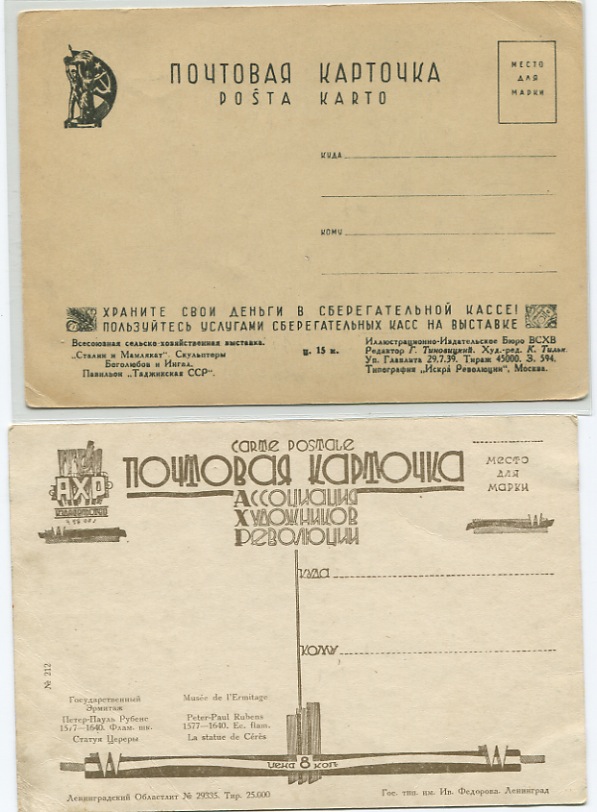 ПОЧТОВАЯ КАРТОЧКА
POŜTA KARTO
МЕСТО
ДЛЯ
МАРКИ
КУДА
КОМУ
ХРАНИТЕ СВОИ ДЕНЬГИ В СБЕРЕГАТЕЛЬНОЙ КАССЕ!
ПОЛЬЗУЙТЕСЬ УСЛУГАМИ СБЕРЕГАТЕЛЬНЫХ КАСС НА ВЫСТАВКЕ
Всесоюзная сельско-хозяйственная выставка.
„Сталин и Мамлакат". Скульпторы
Боголюбов и Ингал.
Павильон „Таджикская ССР".
ц. 15 к.
Иллюстрационно-Издательское Бюро ВСХВ
Редактор Г. Тиновицкий. Худ.-ред. К. Тильк.
Уп. Главлита 29.7.39. Тираж 45000. З. 594.
Типография „Искра Революции", Москва.
CARTE POSTALE
ПОЧТОВАЯ КАРТОЧКА
АХР
АССОЦИАЦИЯ
ХУДОЖНИКОВ
РЕВОЛЮЦИИ
МЕСТО
ДЛЯ
МАРКИ
КУДА
КОМУ
№ 212
Государственный
Эрмитаж
Петер-Пауль Рубенс
1577—1640. Флам. шк.
Статуя Цереры
Musée de l'Ermitage
Peter-Paul Rubens
1577—1640. Ec. flam.
La statue de Cérès
ЦЕНА 8 КОП
Ленинградский Областлит № 29335. Тир. 25.000
Гос. тип. им. Ив. Федорова. Ленинград